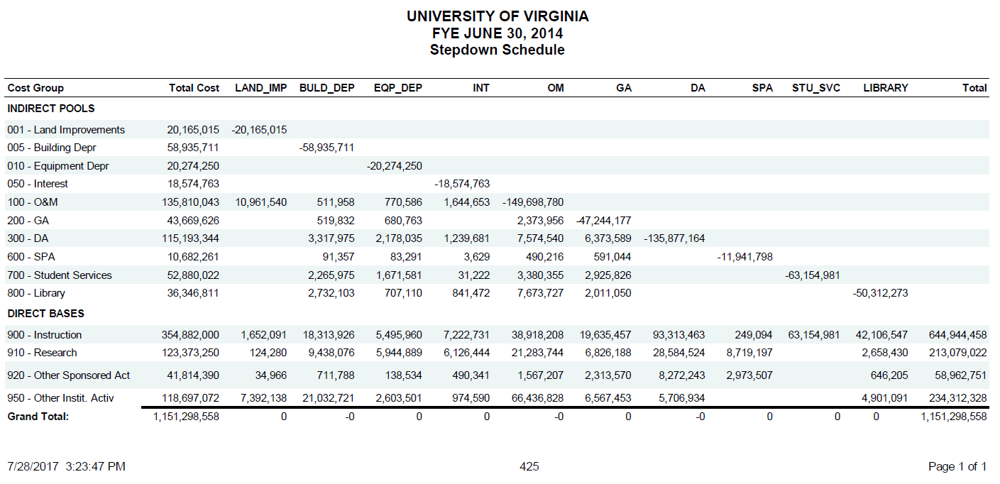 UNIVERSITY OF VIRGINIA
FYE JUNE 30, 2014
Stepdown Schedule
Cost Group Total Cost LAND_IMP BULD_DEP EQP_DEP INT OM GA DA SPA STU_SVC LIBRARY Total
INDIRECT POOLS
001 - Land Improvements 20,165,015 -20,165,015
005 - Building Depr 58,935,711 -58,935,711
010 - Equipment Depr 20,274,250 -20,274,250
050 - Interest 18,574,763 -18,574,763
100 - O&M 135,810,043 10,961,540 511,958 770,586 1,644,653 -149,698,780
200 - GA 43,669,626 519,832 680,763 2,373,956 -47,244,177
300 - DA 115,193,344 3,317,975 2,178,035 1,239,681 7,574,540 6,373,589 -135,877,164
600 - SPA 10,682,261 91,357 83,291 3,629 490,216 591,044 -11,941,798
700 - Student Services 52,880,022 2,265,975 1,671,581 31,222 3,380,355 2,925,826 -63,154,981
800 - Library 36,346,811 2,732,103 707,110 841,472 7,673,727 2,011,050 -50,312,273
DIRECT BASES
900 - Instruction 354,882,000 1,652,091 18,313,926 5,495,960 7,222,731 38,918,208 19,635,457 93,313,463 249,094 63,154,981 42,106,547 644,944,458
910 - Research 123,373,250 124,280 9,438,076 5,944,889 6,126,444 21,283,744 6,826,188 28,584,524 8,719,197 2,658,430 213,079,022
920 - Other Sponsored Act 41,814,390 34,966 711,788 138,534 490,341 1,567,207 2,313,570 8,272,243 2,973,507 646,205 58,962,751
950 - Other Instit. Activ 118,697,072 7,392,138 21,032,721 2,603,501 974,590 66,436,828 6,567,453 5,706,934 4,901,091 234,312,328
Grand Total: 1,151,298,558 0 -0 0 0 -0 0 -0 0 0 0 1,151,298,558
7/28/2017 3:23:47 PM 425 Page 1 of 1